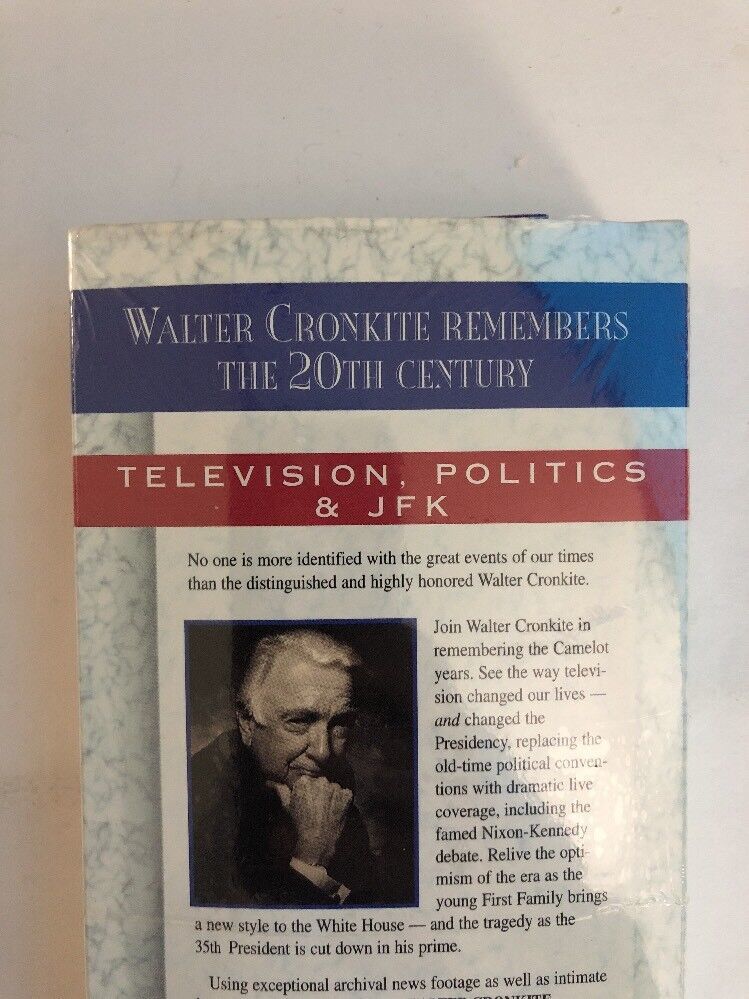 WALTER CRONKITE REMEMBERS
THE 20TH CENTURY
TELEVISION, POLITICS
& JFK
No one is more identified with the great events of our times
than the distinguished and highly honored Walter Cronkite.
Join Walter Cronkite in
remembering the Camelot
years. See the way televi-
sion changed our lives —
and changed the
Presidency, replacing the
old-time political conven-
tions with dramatic live
coverage, including the
famed Nixon-Kennedy
debate. Relive the opti-
mism of the era as the
young First Family brings
a new style to the White House — and the tragedy as the
35th President is cut down in his prime.
Using exceptional archival news footage as well as intimate
WALTER CRONKITE